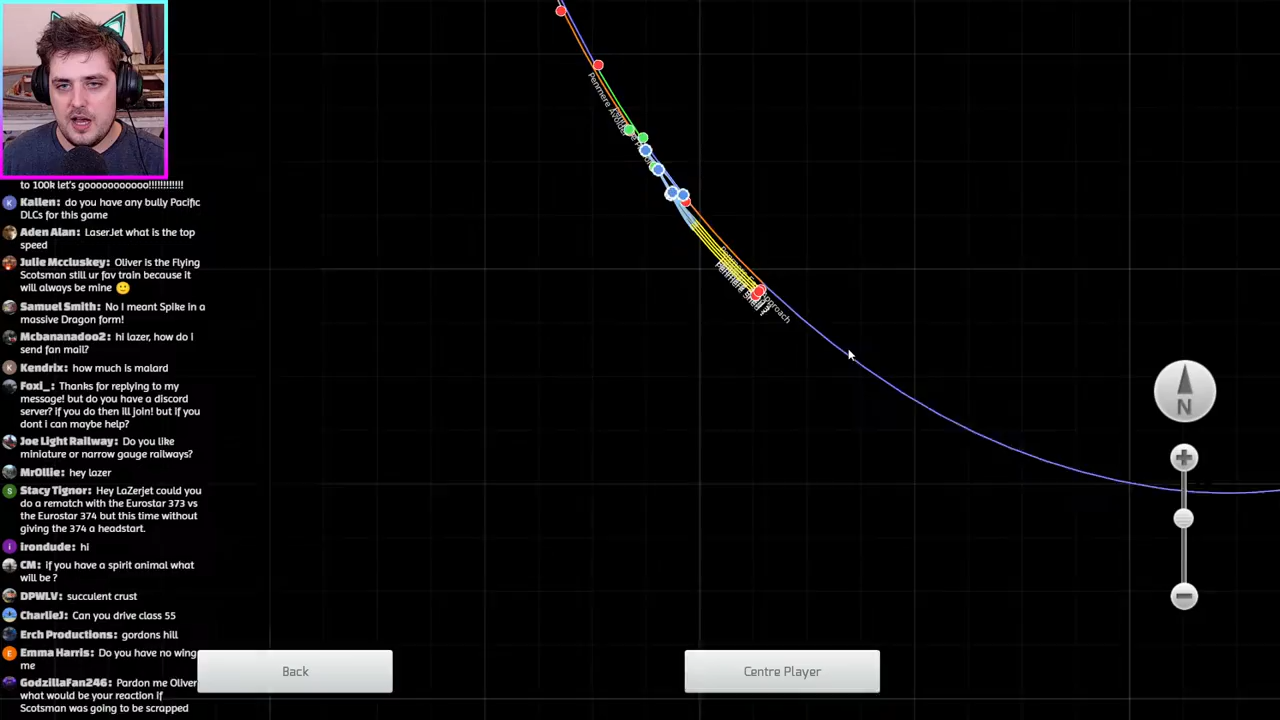 to 100k let's gooooooooooo!!!!!!!!!!!!
Kallen: do you have any bully Pacific
DLCs for this game
Aden Alan: LaserJet what is the top
speed
Julie Mccluskey: Oliver is the Flying
Scotsman still ur fav train because it
will always be mine 🙂
Samuel Smith: No I meant Spike in a
massive Dragon form!
Mcbananadoo2: hi lazer, how do I
send fan mail?
Kendrix: how much is malard
Foxi_: Thanks for replying to my
message! but do you have a discord
server? if you do then ill join! but if you
dont i can maybe help?
Joe Light Railway: Do you like
miniature or narrow gauge railways?
MrOllie: hey lazer
Stacy Tignor: Hey LaZerjet could you
do a rematch with the Eurostar 373 vs
the Eurostar 374 but this time without
giving the 374 a headstart.
irondude: hi
CM: if you have a spirit animal what
will be ?
DPWLV: succulent crust
CharlieJ: Can you drive class 55
Erch Productions: gordons hill
Emma Harris: Do you have no wing
me
GodzillaFan246: Pardon me Oliver
what would be your reaction if
Scotsman was going to be scrapped
Penmere
Penmere
N
Back
Centre Player